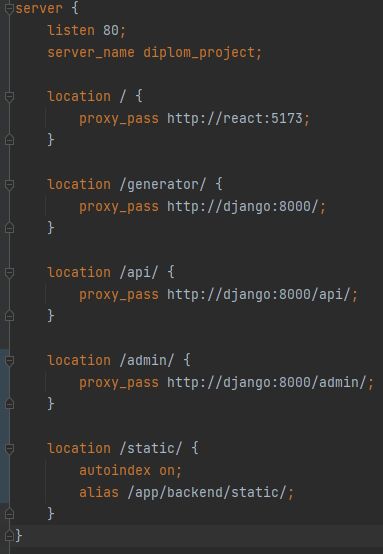 server {
    listen 80;
    server_name diplom_project;

    location / {
        proxy_pass http://react:5173;
    }

    location /generator/ {
        proxy_pass http://django:8000/;
    }

    location /api/ {
        proxy_pass http://django:8000/api/;
    }

    location /admin/ {
        proxy_pass http://django:8000/admin/;
    }

    location /static/ {
        autoindex on;
        alias /app/backend/static/;
    }
}